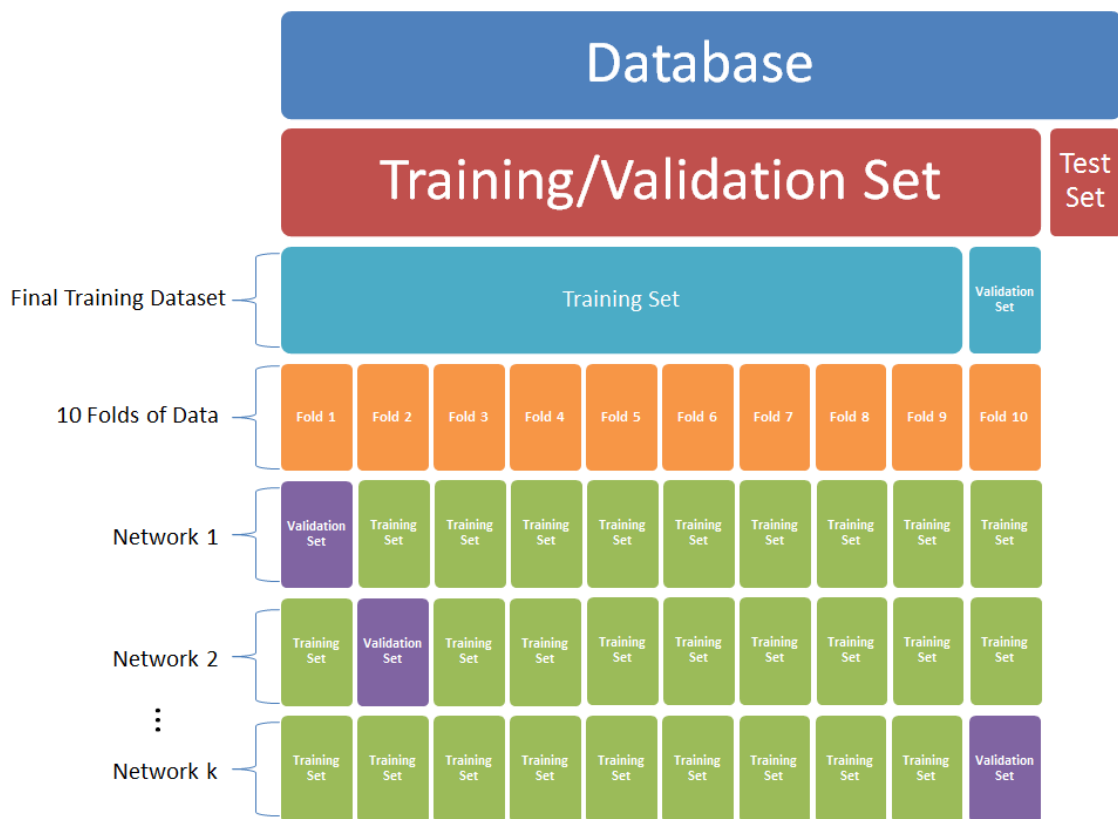 Database
Training/Validation Set
Test
Set
Final Training Dataset
Training Set
Validation
Set
10 Folds of Data
Fold 1
Fold 2
Fold 3
Fold 4
Fold 5
Fold 6
Fold 7
Fold 8
Fold 9
Fold 10
Network 1
Validation
Set
Training
Set
Training
Set
Training
Set
Training
Set
Training
Set
Training
Set
Training
Set
Training
Set
Training
Set
Network 2
Training
Set
Validation
Set
Training
Set
Training
Set
Training
Set
Training
Set
Training
Set
Training
Set
Training
Set
Training
Set
⋮
Network k
Training
Set
Training
Set
Training
Set
Training
Set
Training
Set
Training
Set
Training
Set
Training
Set
Training
Set
Validation
Set